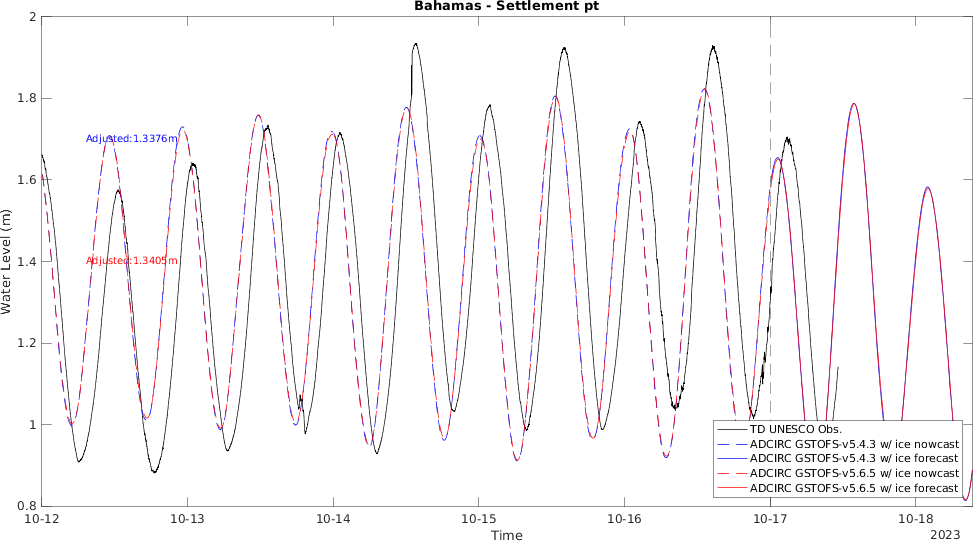 Bahamas - Settlement pt
Water Level (m)
2
1.8
1.6
1.4
1.2
1
0.8
Adjusted:1.3376m
Adjusted:1.3405m
TD UNESCO Obs.
ADCIRC GSTOFS-v5.4.3 w/ ice nowcast
ADCIRC GSTOFS-v5.4.3 w/ ice forecast
ADCIRC GSTOFS-v5.6.5 w/ ice nowcast
ADCIRC GSTOFS-v5.6.5 w/ ice forecast
10-12 10-13 10-14 10-15 10-16 10-17 10-18
Time
2023